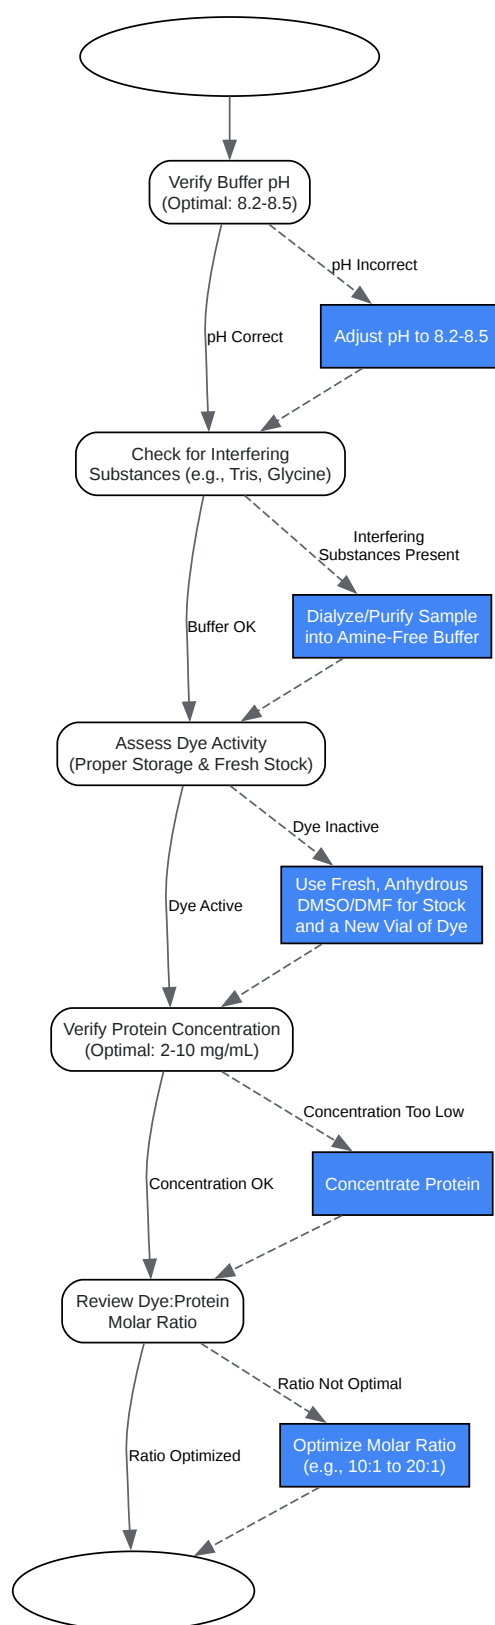 Verify Buffer pH
(Optimal: 8.2-8.5)
pH Incorrect
pH Correct
Adjust pH to 8.2-8.5
Check for Interfering
Substances (e.g., Tris, Glycine)
Interfering
Substances Present
Buffer OK
Dialyze/Purify Sample
into Amine-Free Buffer
Assess Dye Activity
(Proper Storage & Fresh Stock)
Dye Inactive
Dye Active
Use Fresh, Anhydrous
DMSO/DMF for Stock
and a New Vial of Dye
Verify Protein Concentration
(Optimal: 2-10 mg/mL)
Concentration Too Low
Concentration OK
Concentrate Protein
Review Dye:Protein
Molar Ratio
Ratio Not Optimal
Ratio Optimized
Optimize Molar Ratio
(e.g., 10:1 to 20:1)